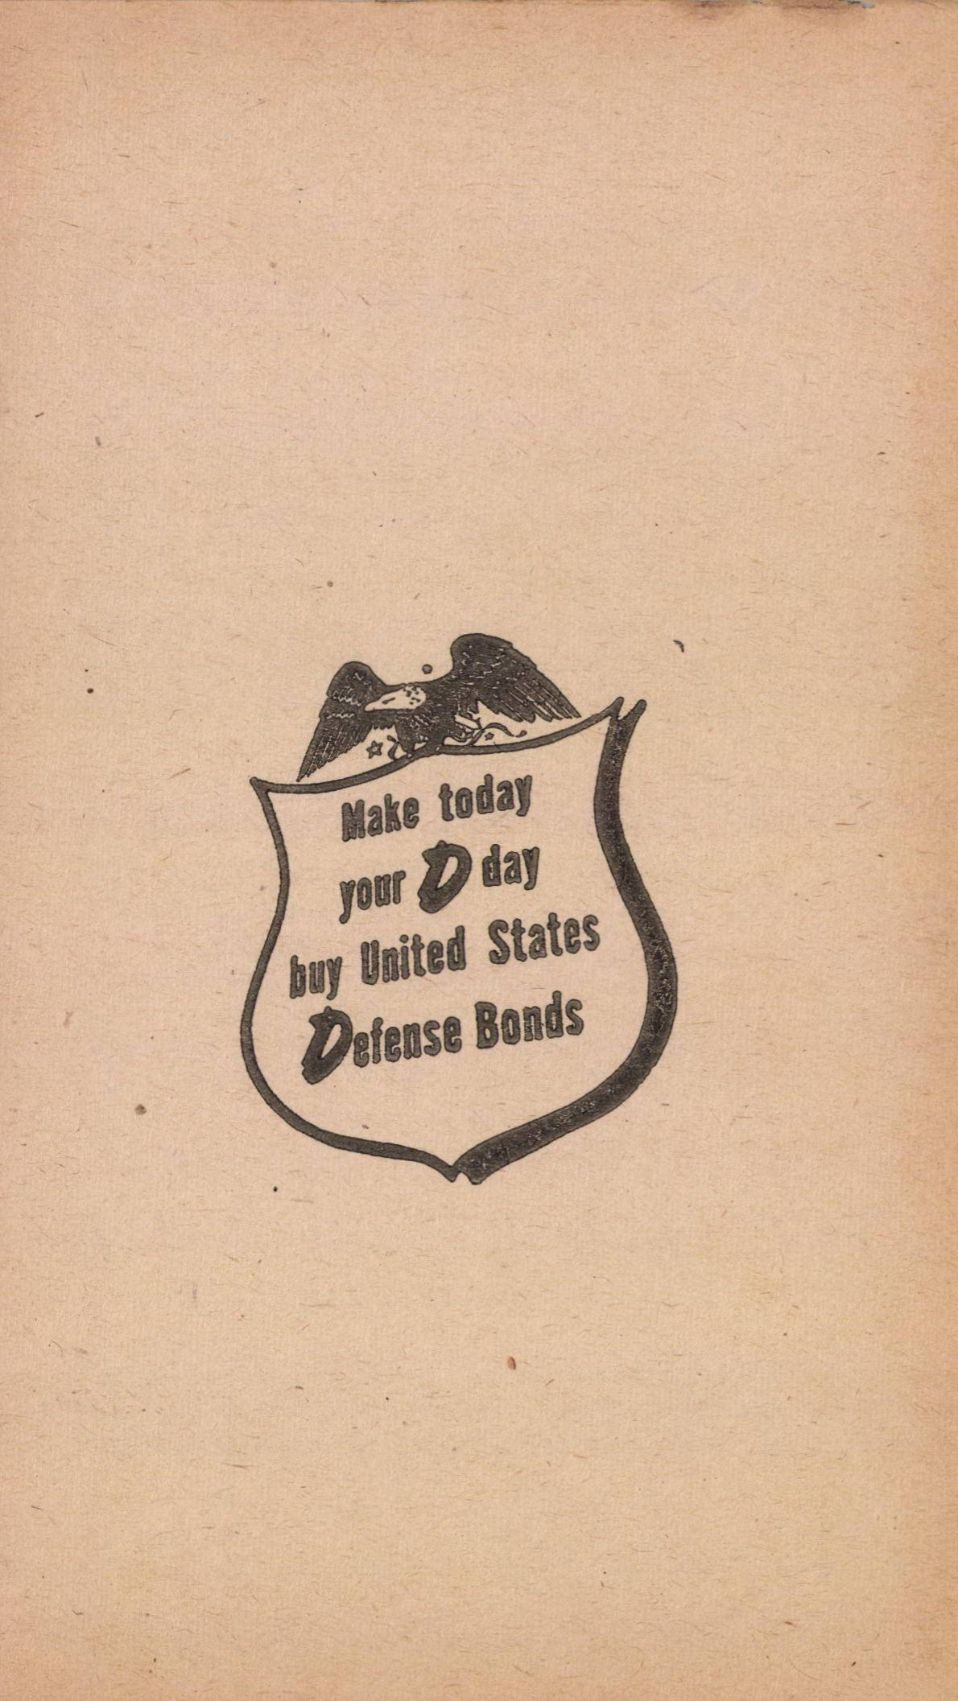 Make today
your D day
buy United States
Defense Bonds